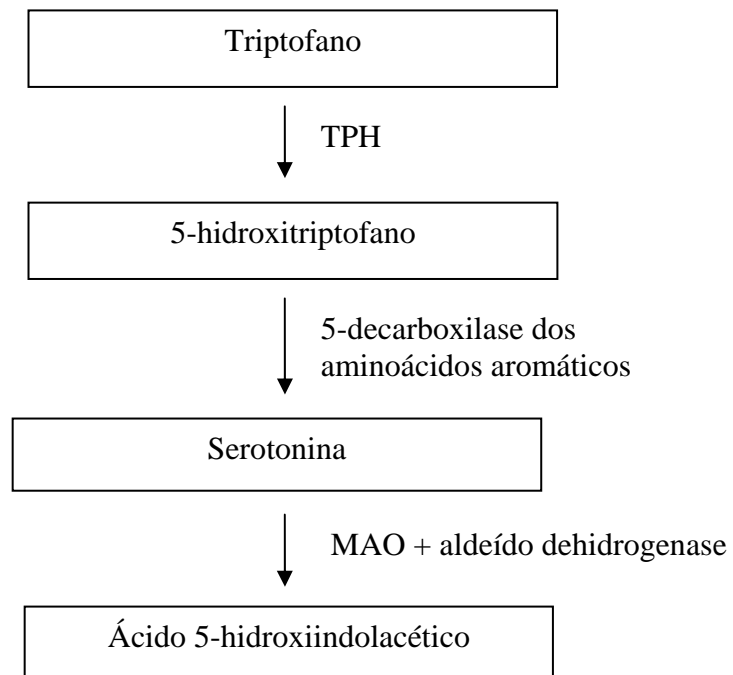 Triptofano
TPH
5-hidroxitriptofano
5-decarboxilase dos
aminoácidos aromáticos
Serotonina
MAO + aldeído dehidrogenase
Ácido 5-hidroxiindolacético